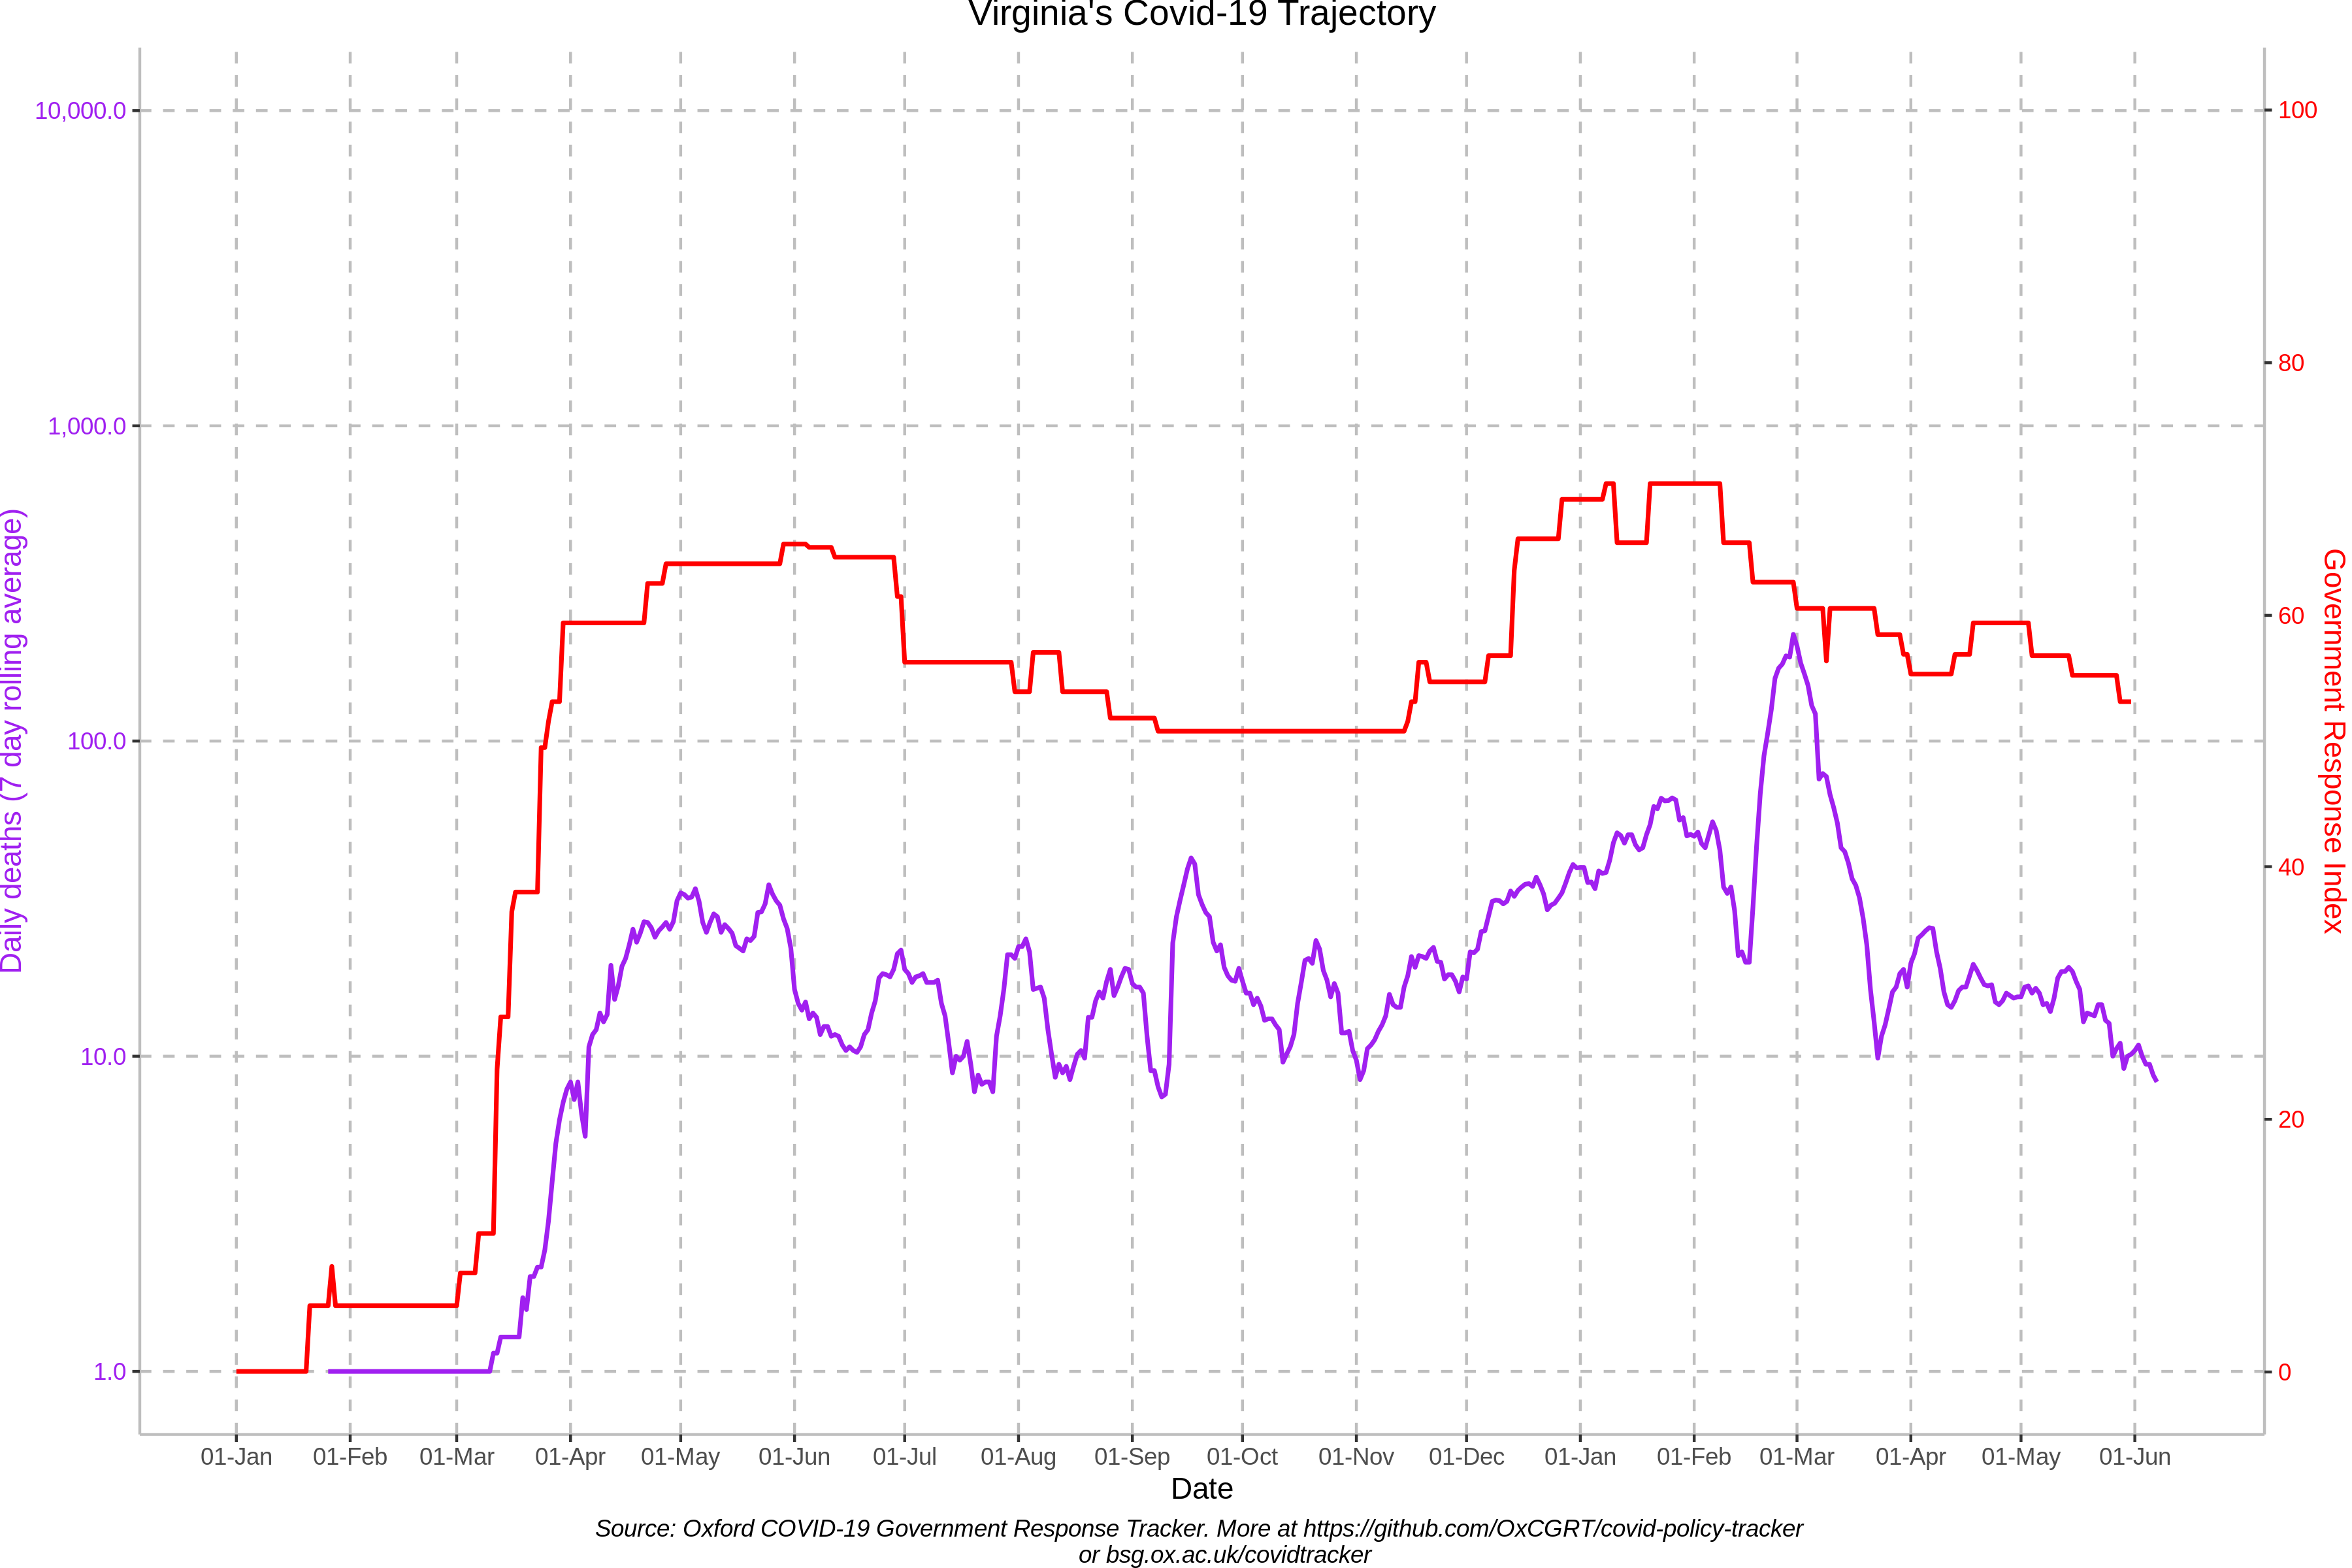 Virginia's Covid-19 Trajectory
10,000.0
1,000.0
100.0
10.0
1.0
Daily deaths (7 day rolling average)
100
80
60
40
20
0
Government Response Index
01-Jan 01-Feb 01-Mar 01-Apr 01-May 01-Jun 01-Jul 01-Aug 01-Sep 01-Oct 01-Nov 01-Dec 01-Jan 01-Feb 01-Mar 01-Apr 01-May 01-Jun
Date
Source: Oxford COVID-19 Government Response Tracker. More at https://github.com/OxCGRT/covid-policy-tracker
or bsg.ox.ac.uk/covidtracker